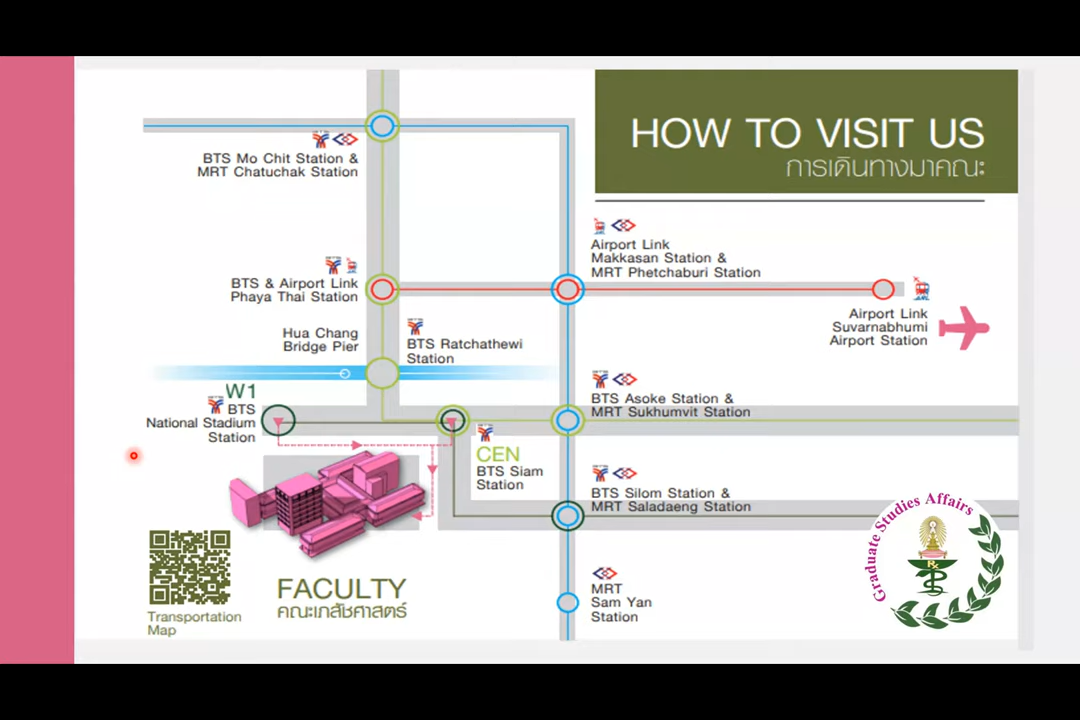 HOW TO VISIT US
การเดินทางมาคณะ
BTS Mo Chit Station &
MRT Chatuchak Station
Airport Link
Makkasan Station &
MRT Phetchaburi Station
BTS & Airport Link
Phaya Thai Station
Airport Link
Suvarnabhumi
Airport Station
Hua Chang
Bridge Pier
BTS Ratchathewi
Station
W1
BTS
National Stadium
Station
BTS Asoke Station &
MRT Sukhumvit Station
CEN
BTS Siam
Station
BTS Silom Station &
MRT Saladaeng Station
MRT
Sam Yan
Station
FACULTY
คณะเภสัชศาสตร์
Transportation
Map
Graduate Studies Affairs